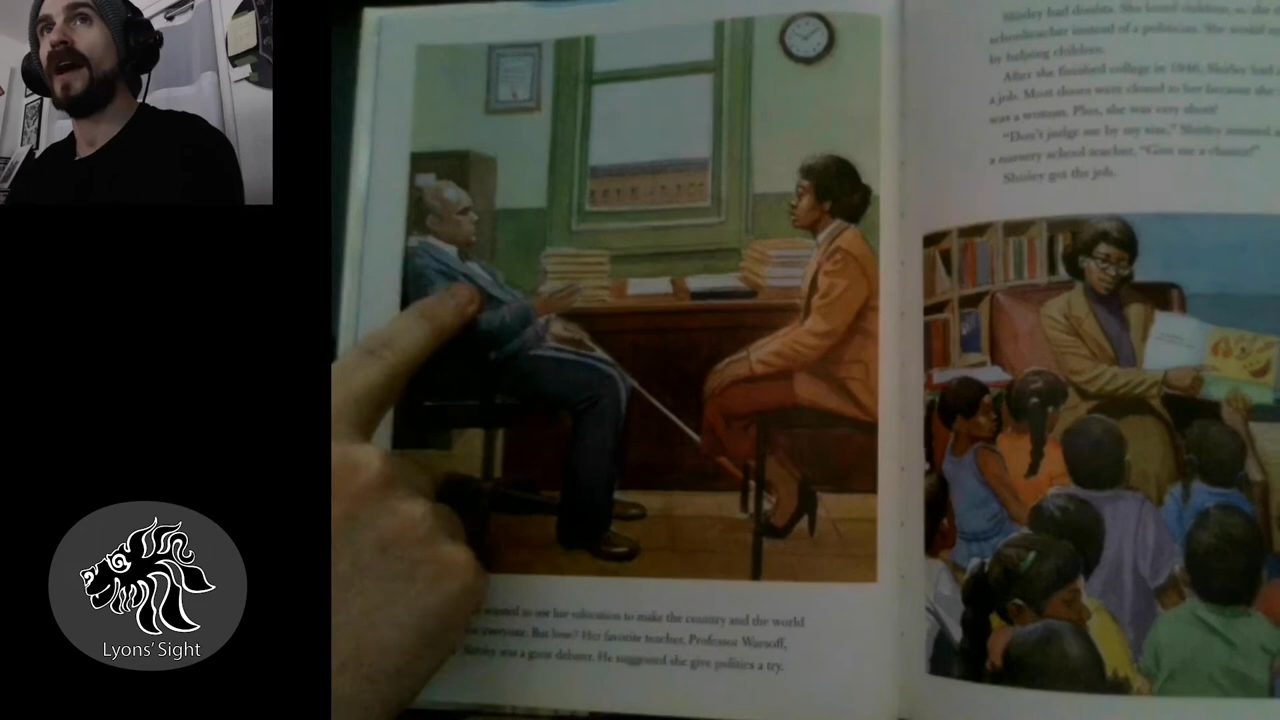 wanted to use her education to make the country and the world
everyone. But how? Her favorite teacher, Professor Warsoff,
Shirley was a great debater. He suggested she give politics a try.
Shirley had doubts. She loved children, so she
schoolteacher instead of a politician. She would
by helping children.
After she finished college in 1946, Shirley had
a job. Most doors were closed to her because she
was a woman. Plus, she was very short!
"Don't judge me by my size," Shirley
a nursery school teacher. "Give me a chance!"
Shirley got the job.
Lyons' Sight